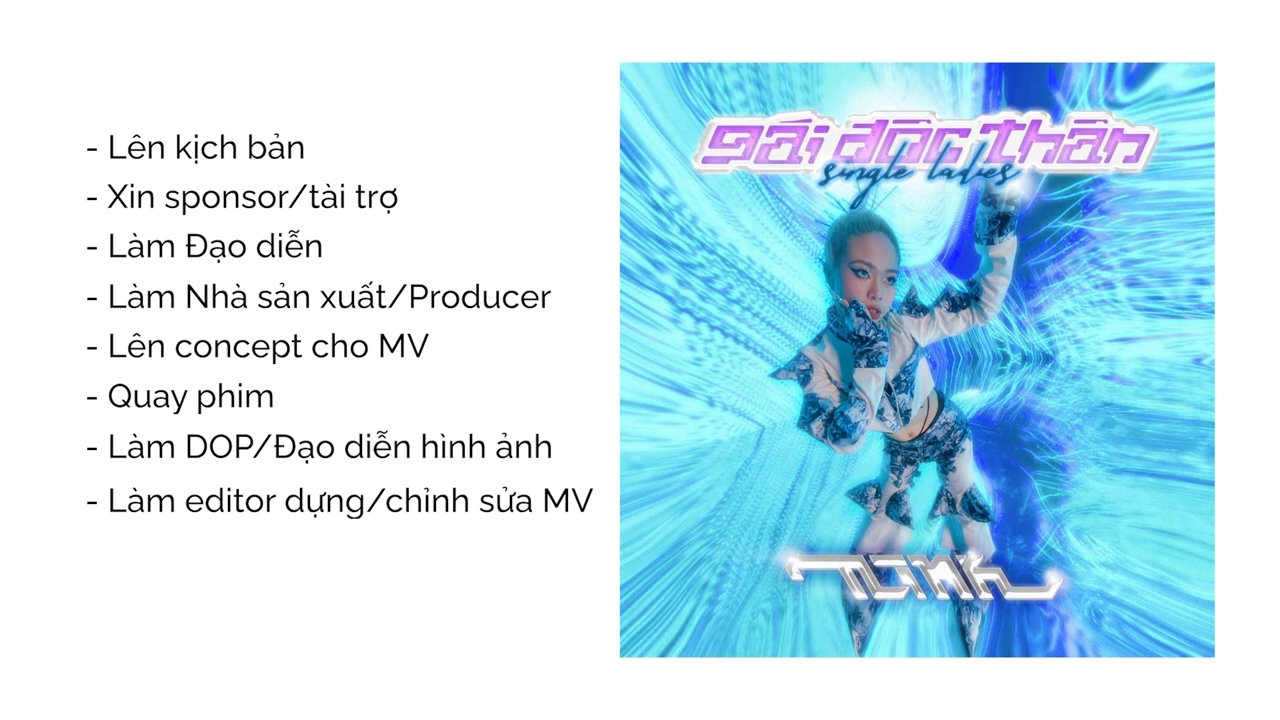 - Lên kịch bản
- Xin sponsor/tài trợ
- Làm Đạo diễn
- Làm Nhà sản xuất/Producer
- Lên concept cho MV
- Quay phim
- Làm DOP/Đạo diễn hình ảnh
- Làm editor dựng/chỉnh sửa MV
gái độc thân
single ladies